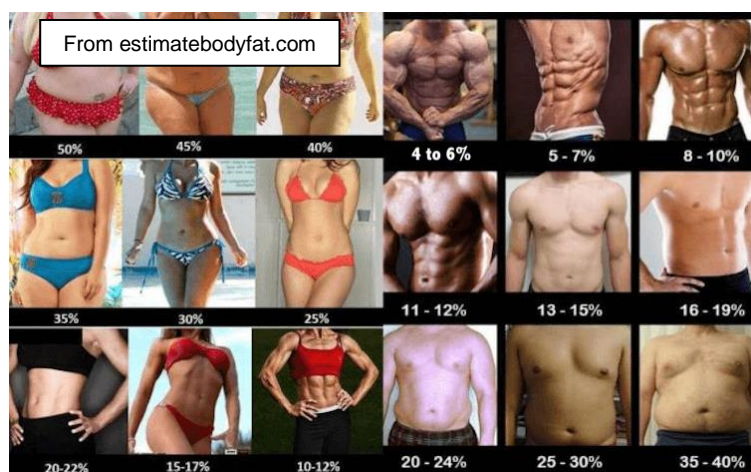 From estimatebodyfat.com
50%
45%
40%
4 to 6%
5 - 7%
8 - 10%
35%
30%
25%
11 - 12%
13 - 15%
16 - 19%
20-22%
15-17%
10-12%
20 - 24%
25 - 30%
35 - 40%